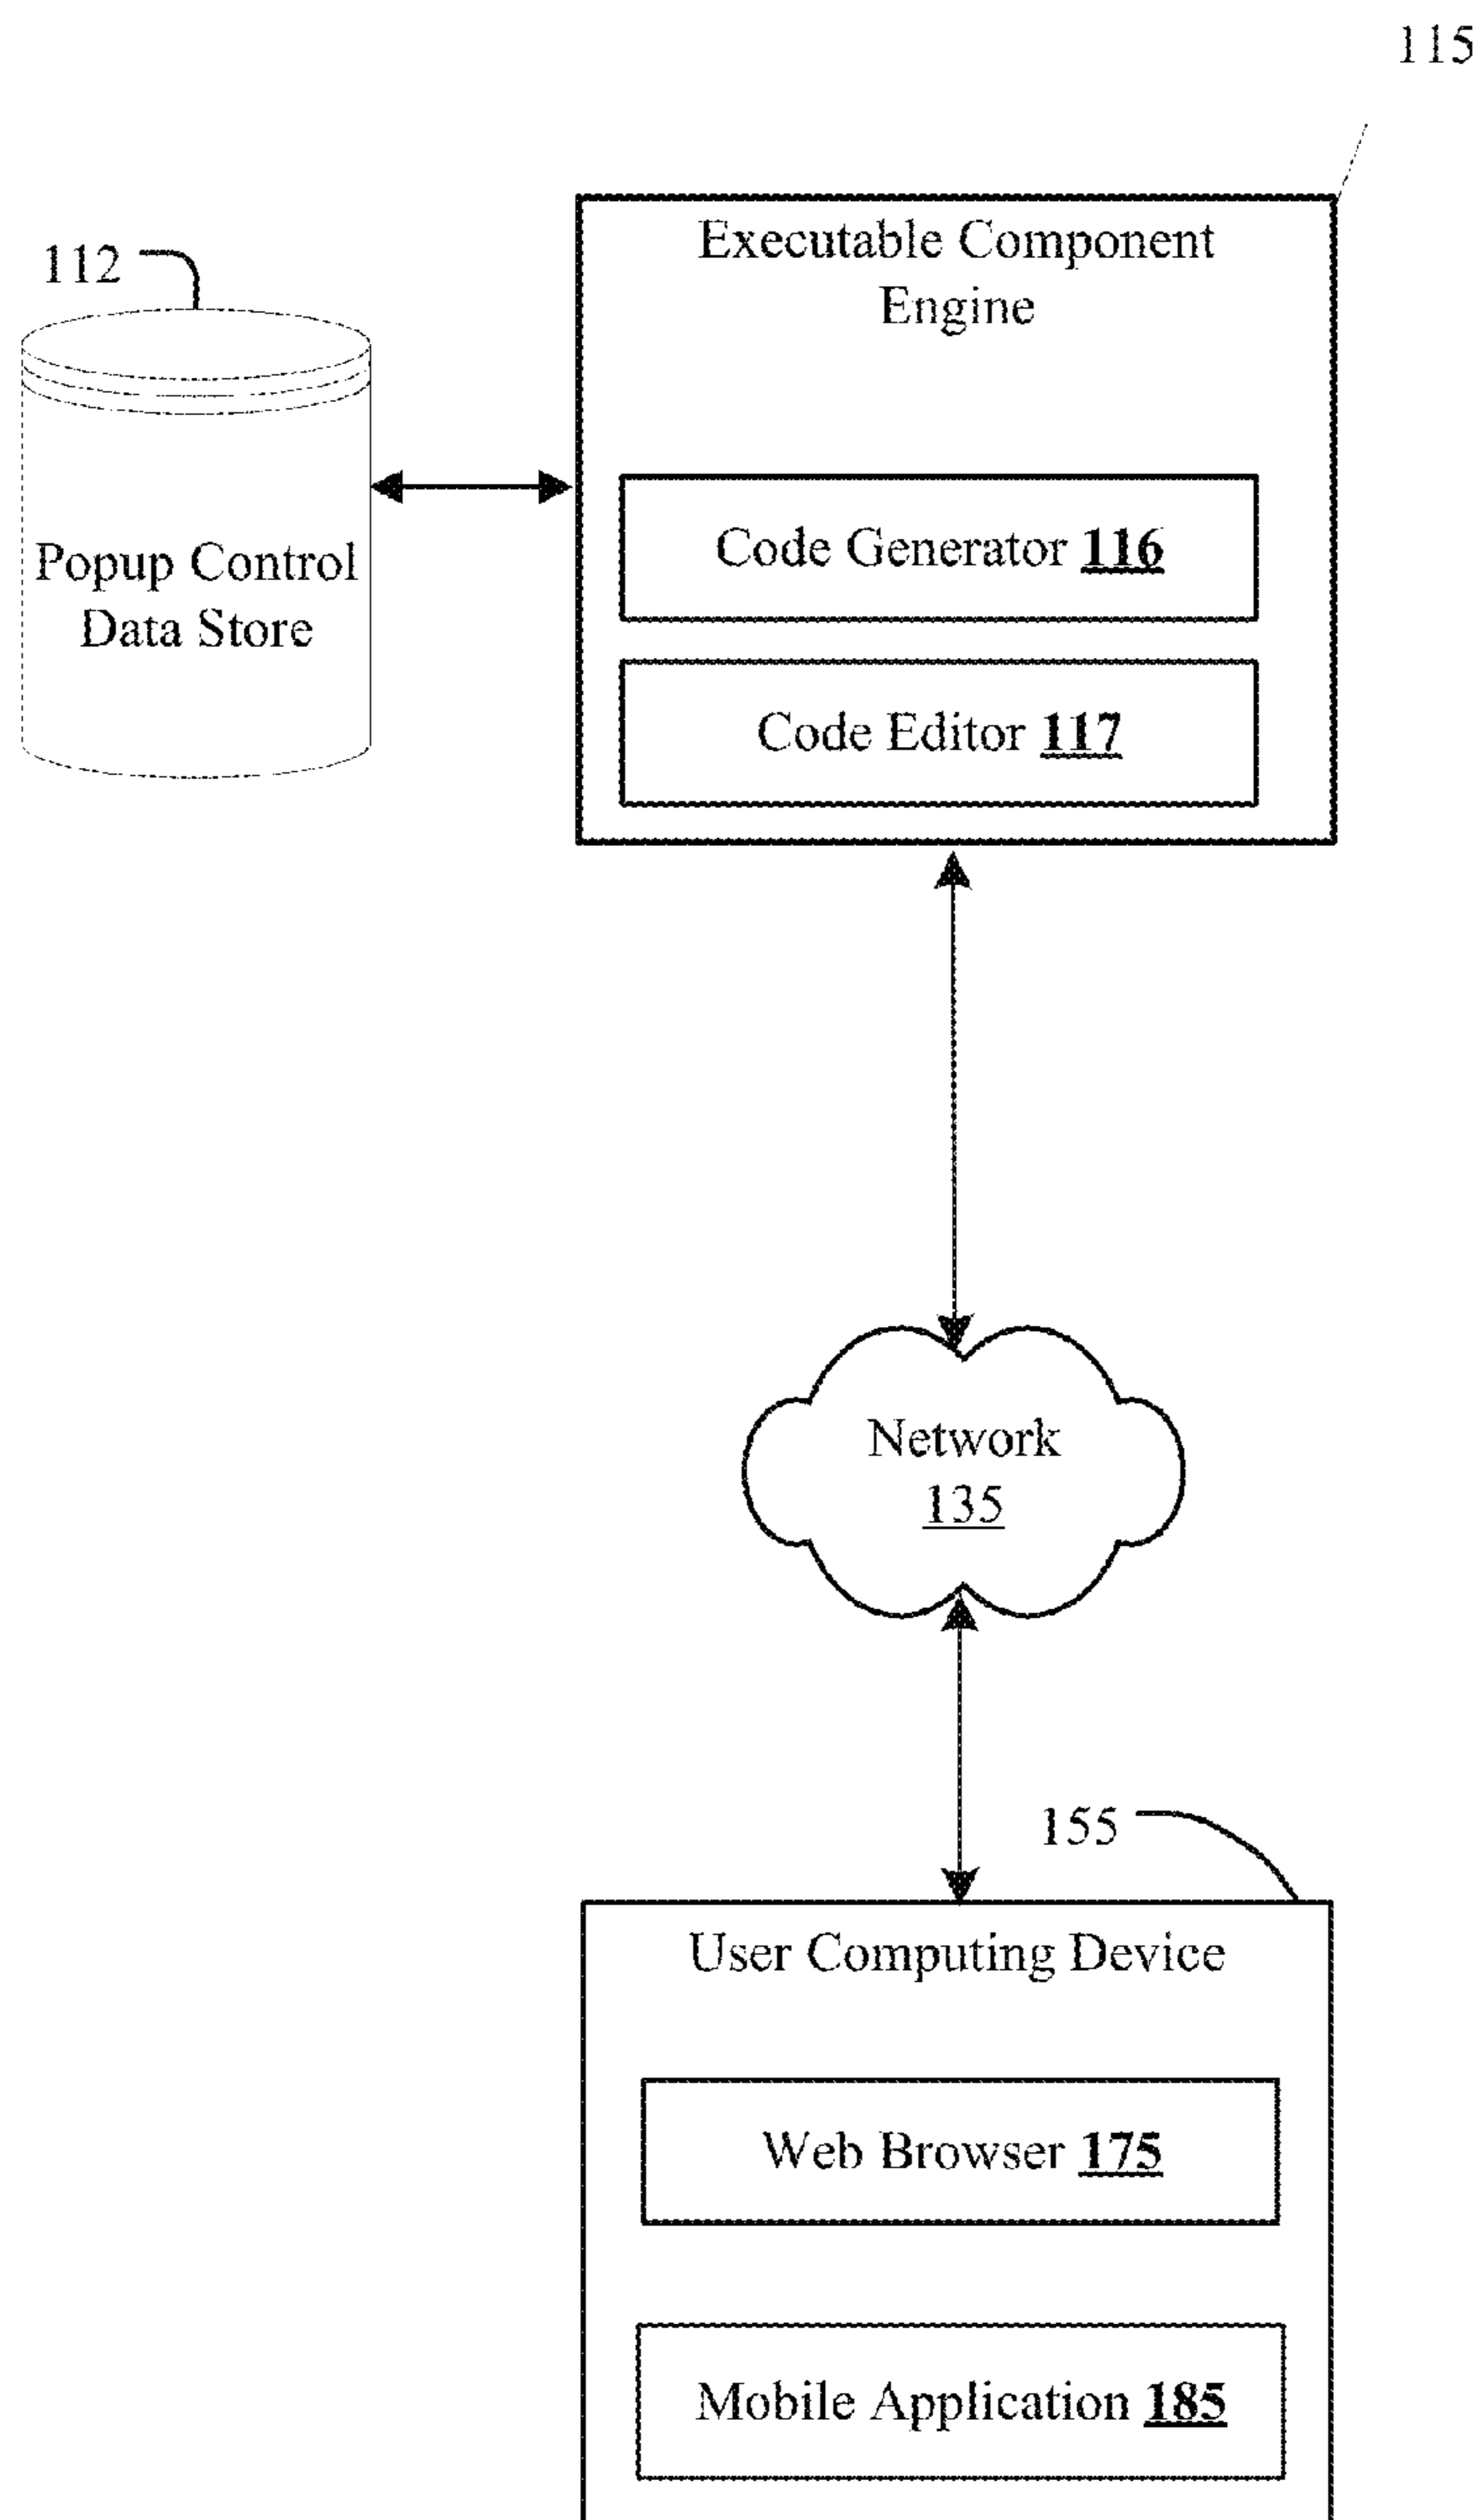 115
Executable Component
Engine
112
Popup Control
Data Store
Code Generator 116
Code Editor 117
Network
135
155
User Computing Device
Web Browser 175
Mobile Application 185